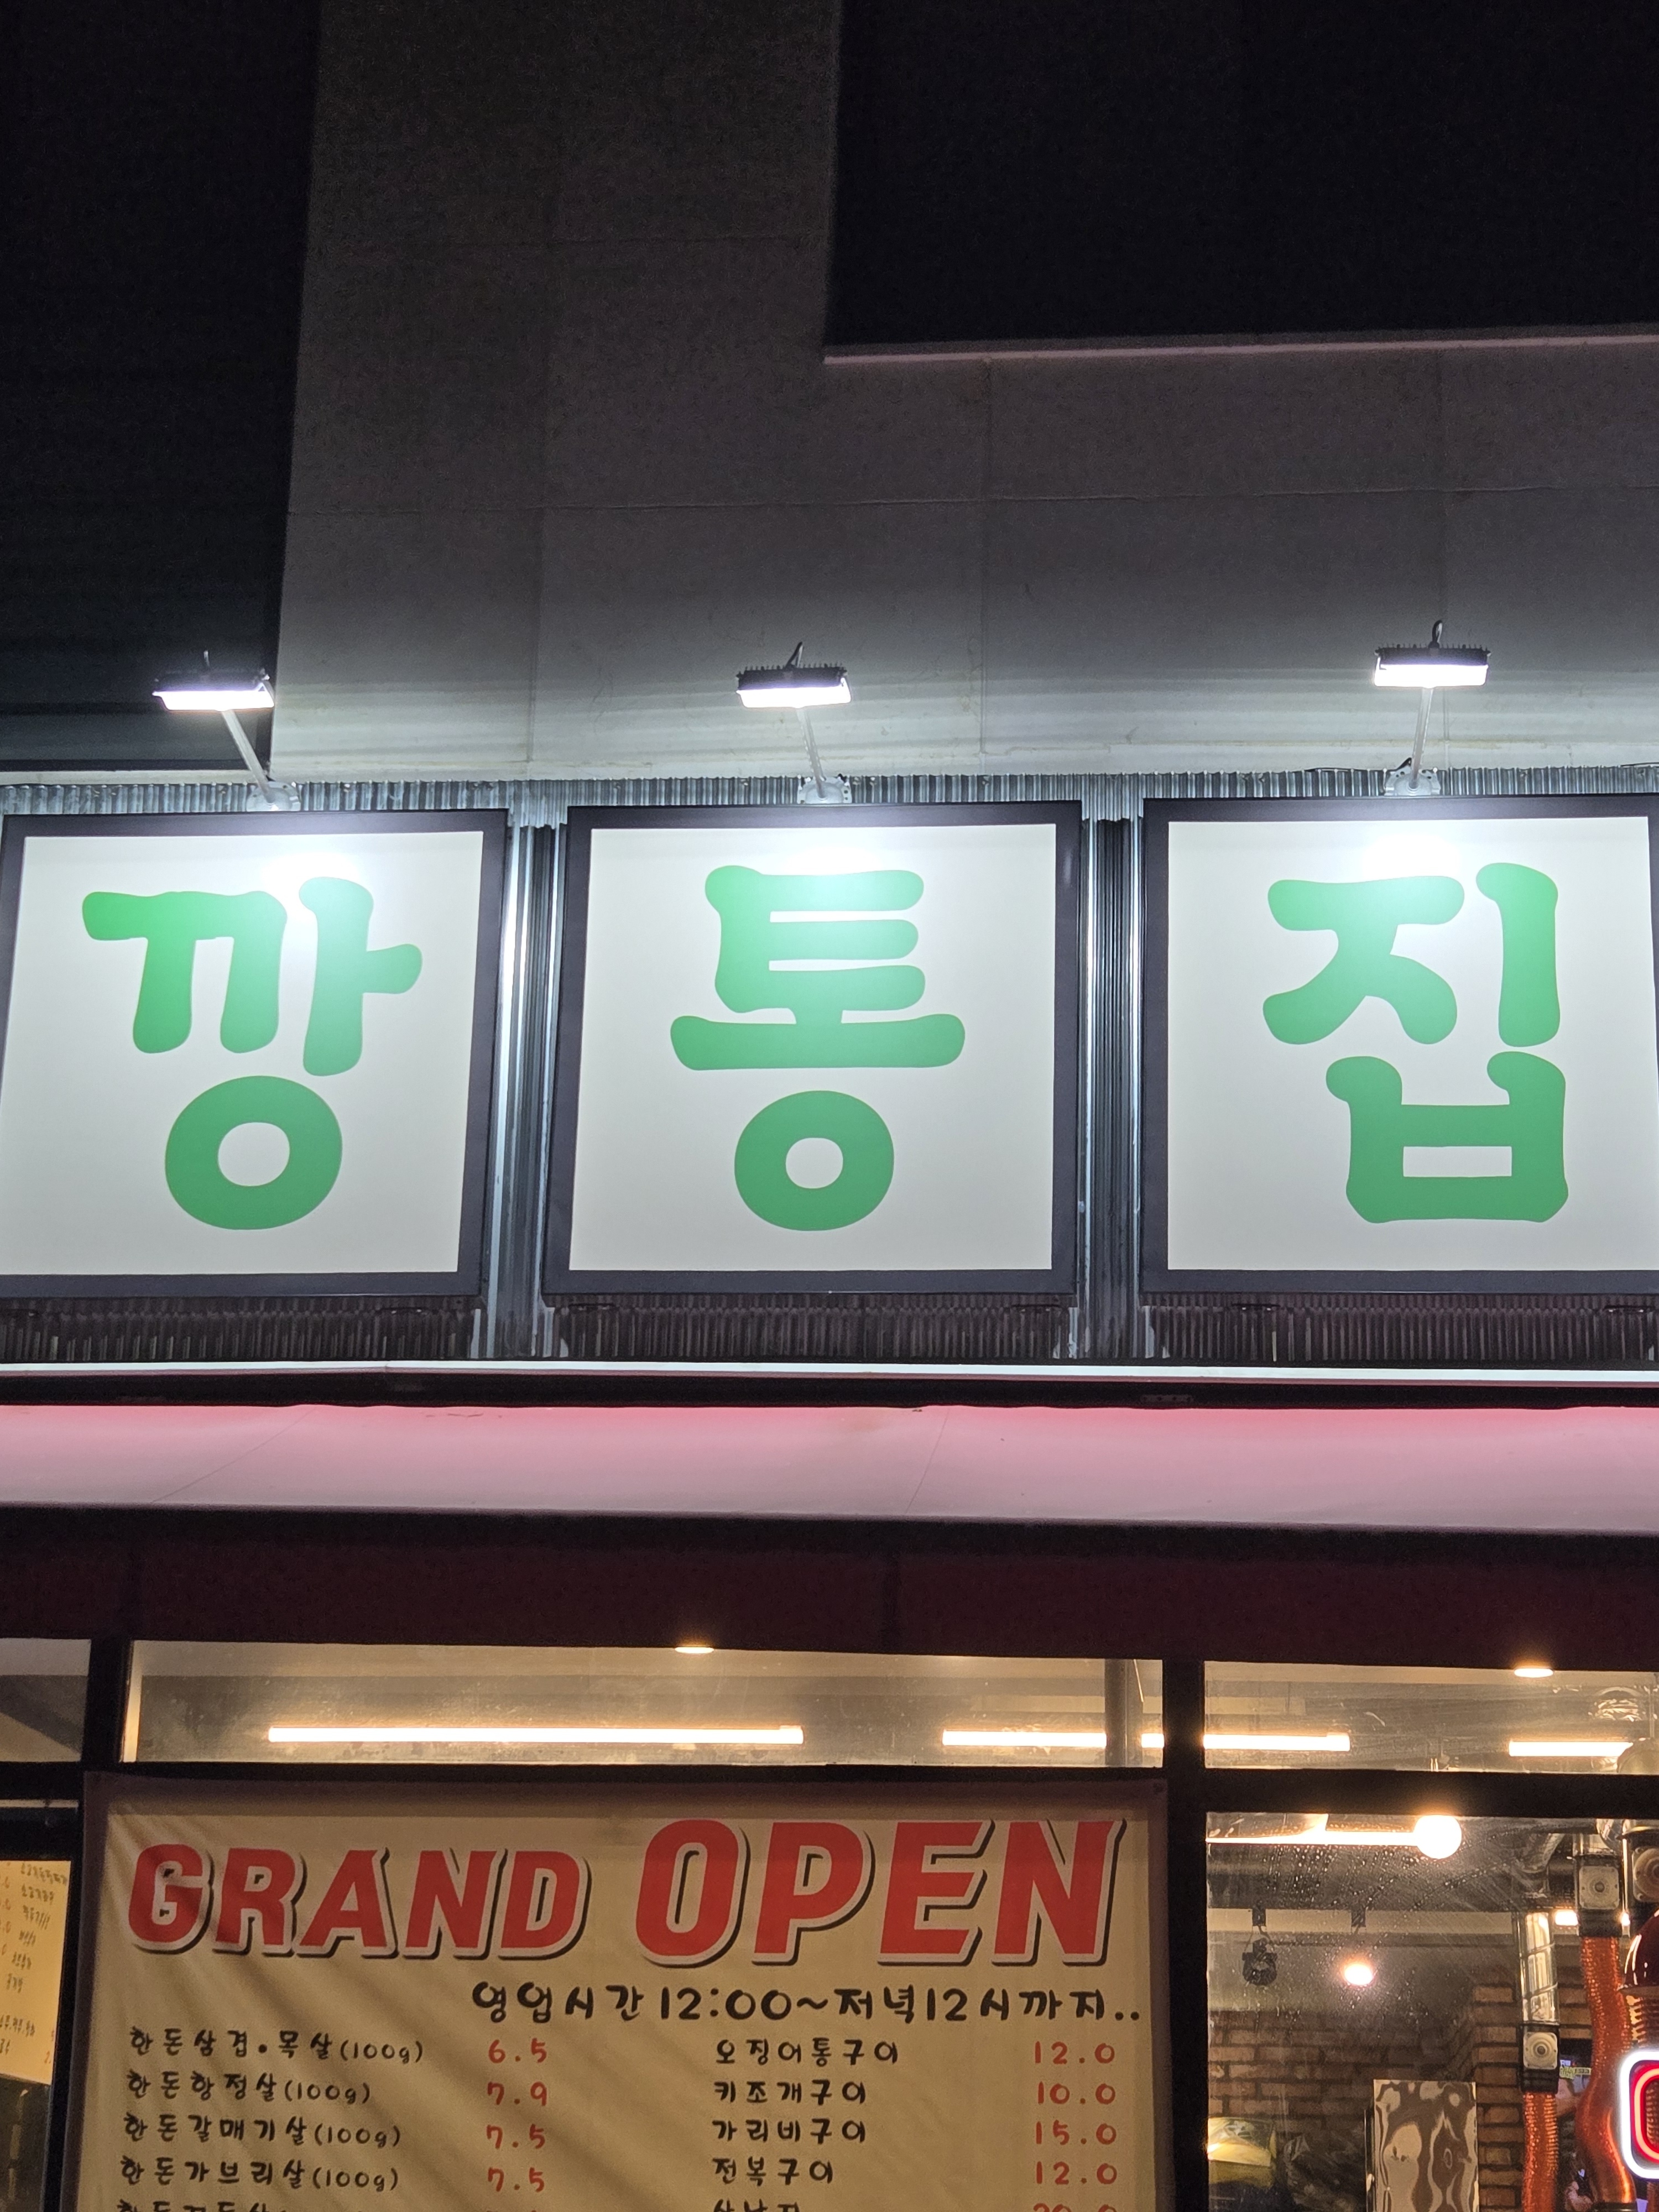 깡통집
GRAND OPEN
영업시간 12:00~저녁12시까지..
한돈삼겹•목살(100g) 6.5 오징어통구이 12.0
한돈항정살(100g) 7.9 키조개구이 10.0
한돈갈매기살(100g) 7.5 가리비구이 15.0
한돈가브리살(100g) 7.5 전복구이 12.0